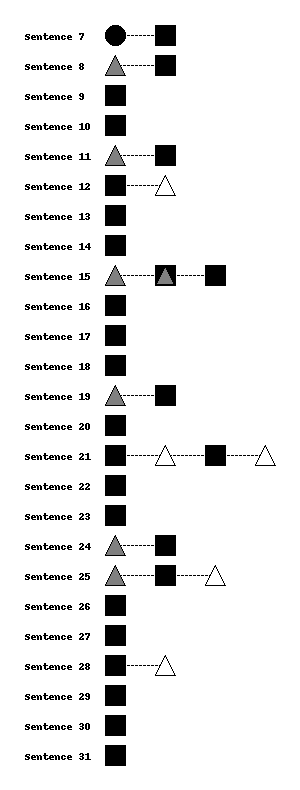 Sentence 7
Sentence 8
Sentence 9
Sentence 10
Sentence 11
Sentence 12
Sentence 13
Sentence 14
Sentence 15
Sentence 16
Sentence 17
Sentence 18
Sentence 19
Sentence 20
Sentence 21
Sentence 22
Sentence 23
Sentence 24
Sentence 25
Sentence 26
Sentence 27
Sentence 28
Sentence 29
Sentence 30
Sentence 31